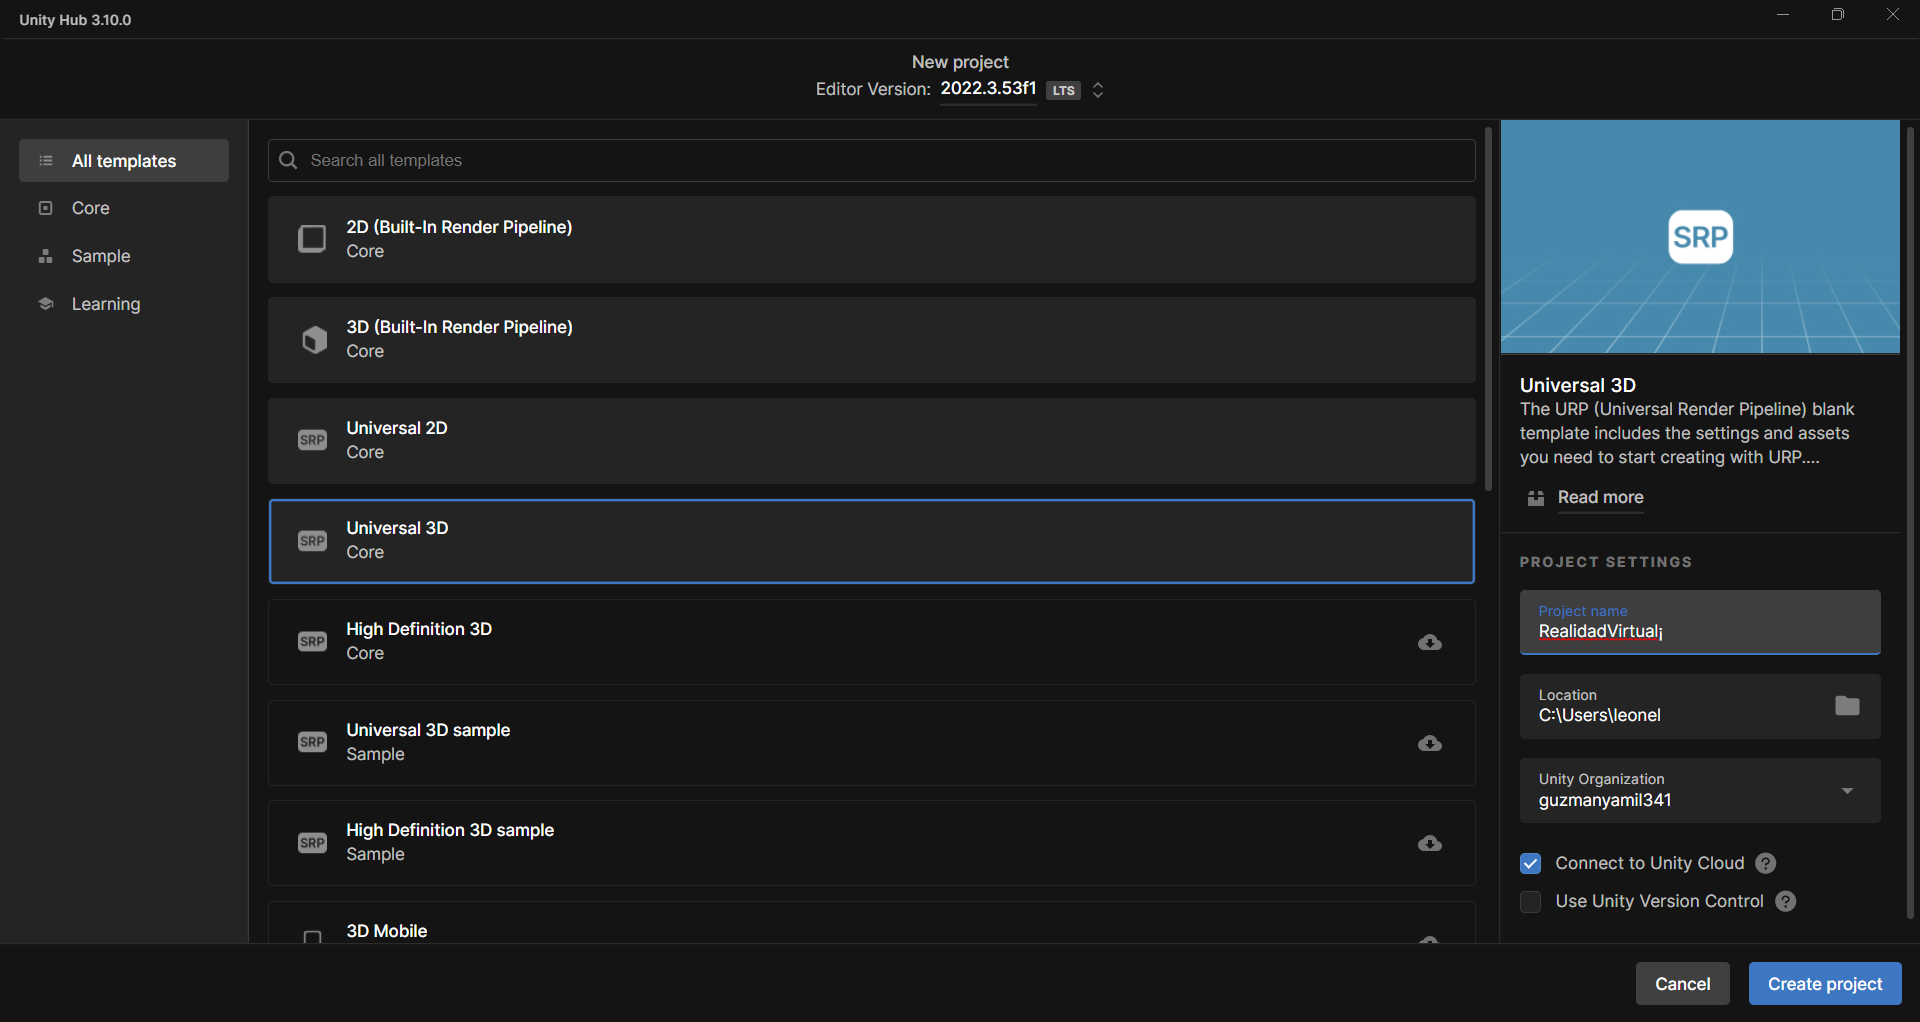 Unity Hub 3.10.0
New project
Editor Version: 2022.3.53f1 LTS
All templates
Core
Sample
Learning
Search all templates
2D (Built-In Render Pipeline)
Core
3D (Built-In Render Pipeline)
Core
SRP
Universal 2D
Core
SRP
Universal 3D
Core
SRP
High Definition 3D
Core
SRP
Universal 3D sample
Sample
SRP
High Definition 3D sample
Sample
3D Mobile
SRP
Universal 3D
The URP (Universal Render Pipeline) blank
template includes the settings and assets
you need to start creating with URP....
Read more
PROJECT SETTINGS
Project name
RealidadVirtual¡
Location
C:\Users\leonel
Unity Organization
guzmanyamil341
Connect to Unity Cloud ?
Use Unity Version Control ?
Cancel
Create project